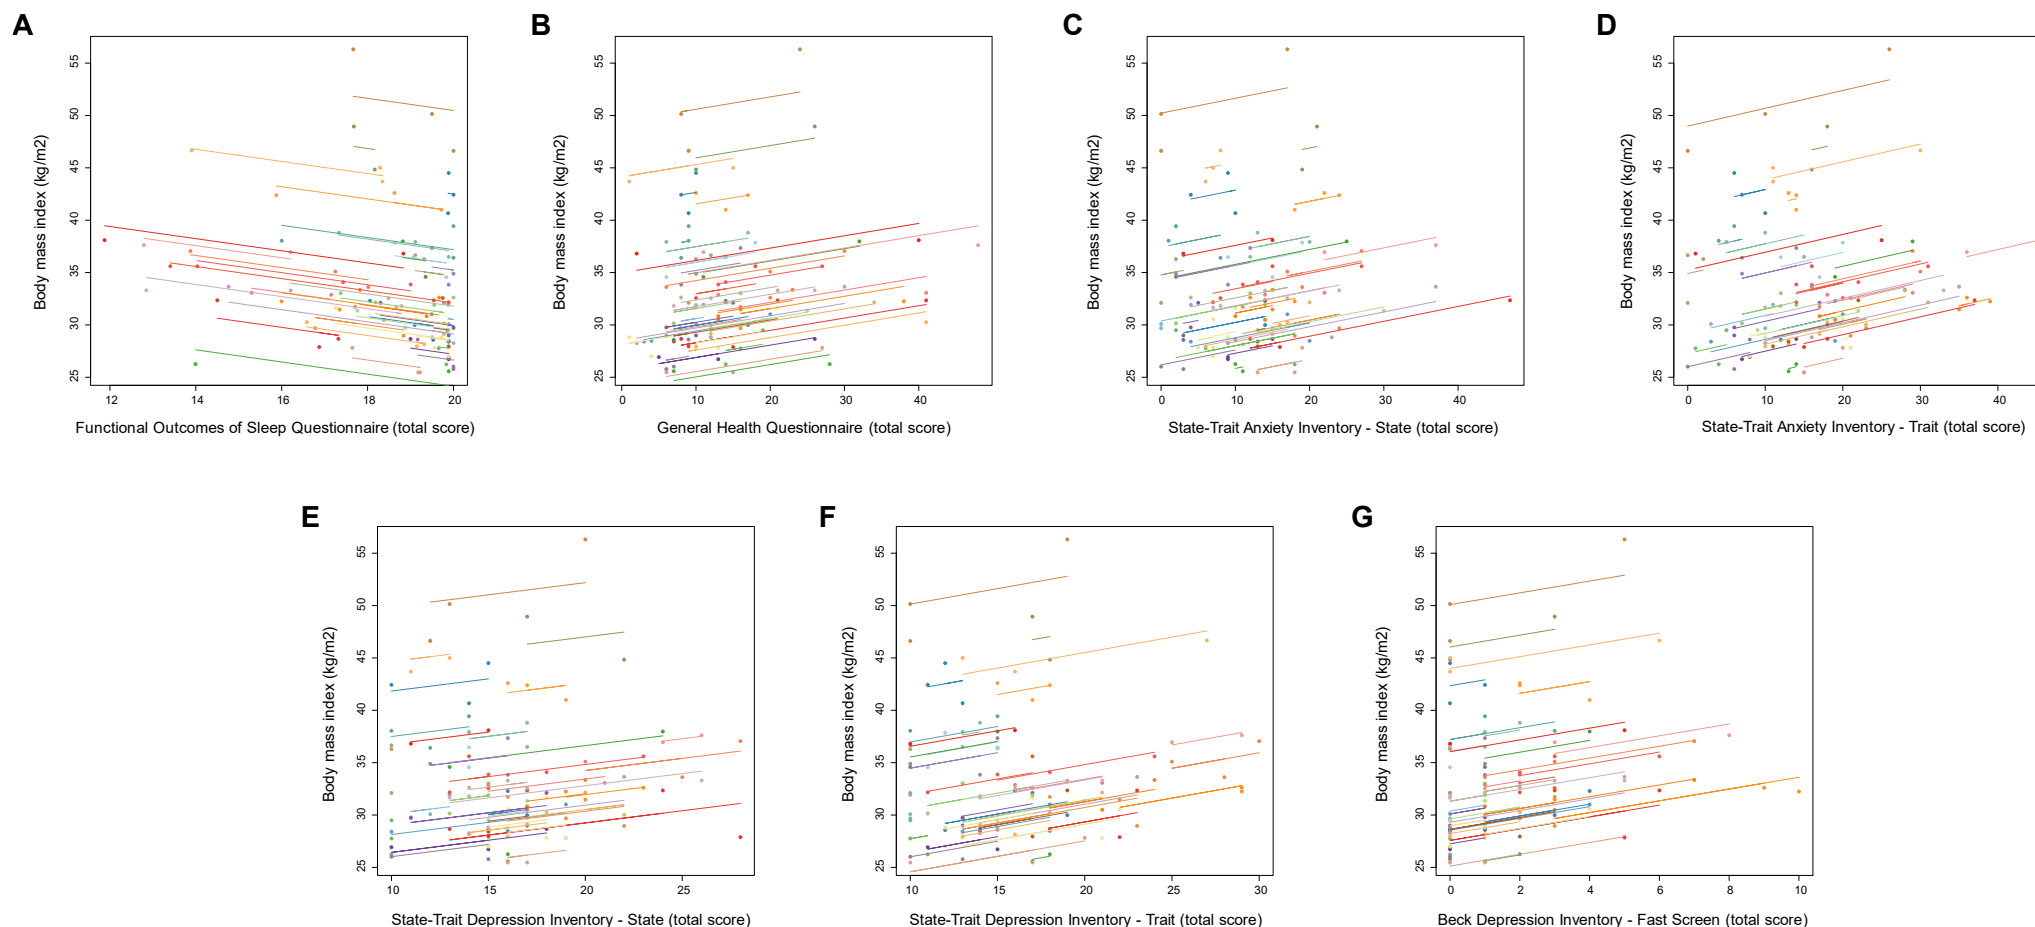 A
B
C
D
Body mass index (kg/m2)
25 30 35 40 45 50 55
12 14 16 18 20
Functional Outcomes of Sleep Questionnaire (total score)
Body mass index (kg/m2)
25 30 35 40 45 50 55
0 10 20 30 40
General Health Questionnaire (total score)
Body mass index (kg/m2)
25 30 35 40 45 50 55
0 10 20 30 40
State-Trait Anxiety Inventory - State (total score)
Body mass index (kg/m2)
25 30 35 40 45 50 55
0 10 20 30 40
State-Trait Anxiety Inventory - Trait (total score)
E
F
G
Body mass index (kg/m2)
25 30 35 40 45 50 55
10 15 20 25
State-Trait Depression Inventory - State (total score)
Body mass index (kg/m2)
25 30 35 40 45 50 55
10 15 20 25 30
State-Trait Depression Inventory - Trait (total score)
Body mass index (kg/m2)
25 30 35 40 45 50 55
0 2 4 6 8 10
Beck Depression Inventory - Fast Screen (total score)